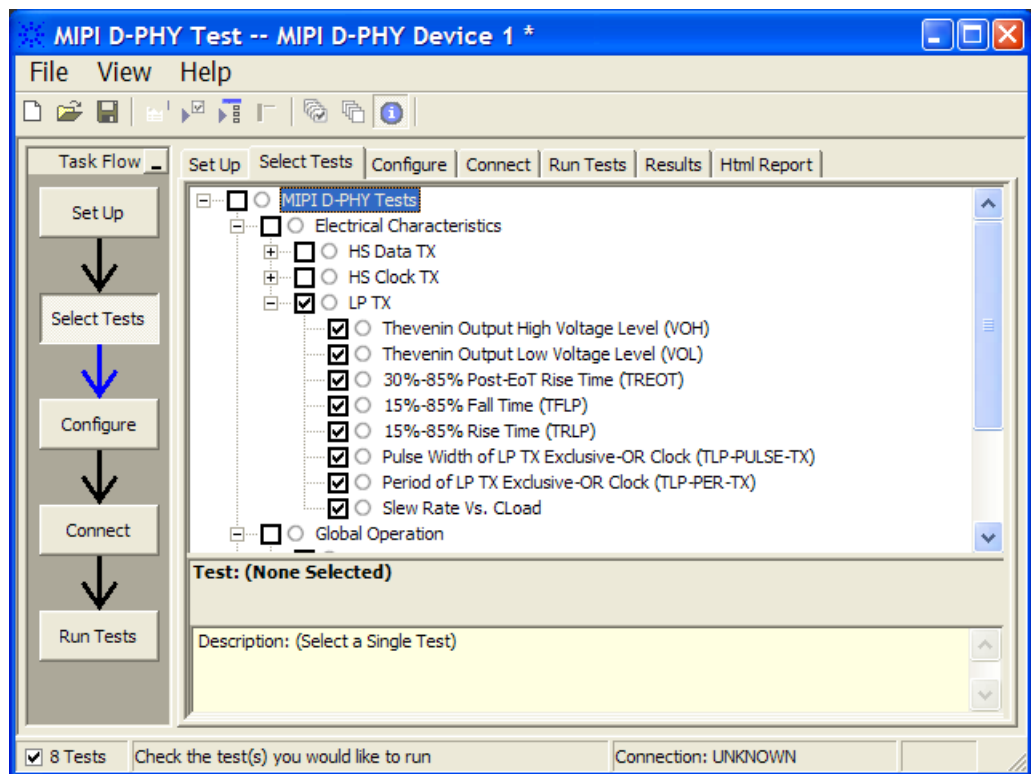 MIPI D-PHY Test -- MIPI D-PHY Device 1 *
File View Help
Task Flow
Set Up
Select Tests
Configure
Connect
Run Tests
Set Up Select Tests Configure Connect Run Tests Results Html Report
MIPI D-PHY Tests
Electrical Characteristics
HS Data TX
HS Clock TX
LP TX
Thevenin Output High Voltage Level (VOH)
Thevenin Output Low Voltage Level (VOL)
30%-85% Post-EoT Rise Time (TREOT)
15%-85% Fall Time (TFLP)
15%-85% Rise Time (TRLP)
Pulse Width of LP TX Exclusive-OR Clock (TLP-PULSE-TX)
Period of LP TX Exclusive-OR Clock (TLP-PER-TX)
Slew Rate Vs. CLoad
Global Operation
Test: (None Selected)
Description: (Select a Single Test)
8 Tests Check the test(s) you would like to run Connection: UNKNOWN